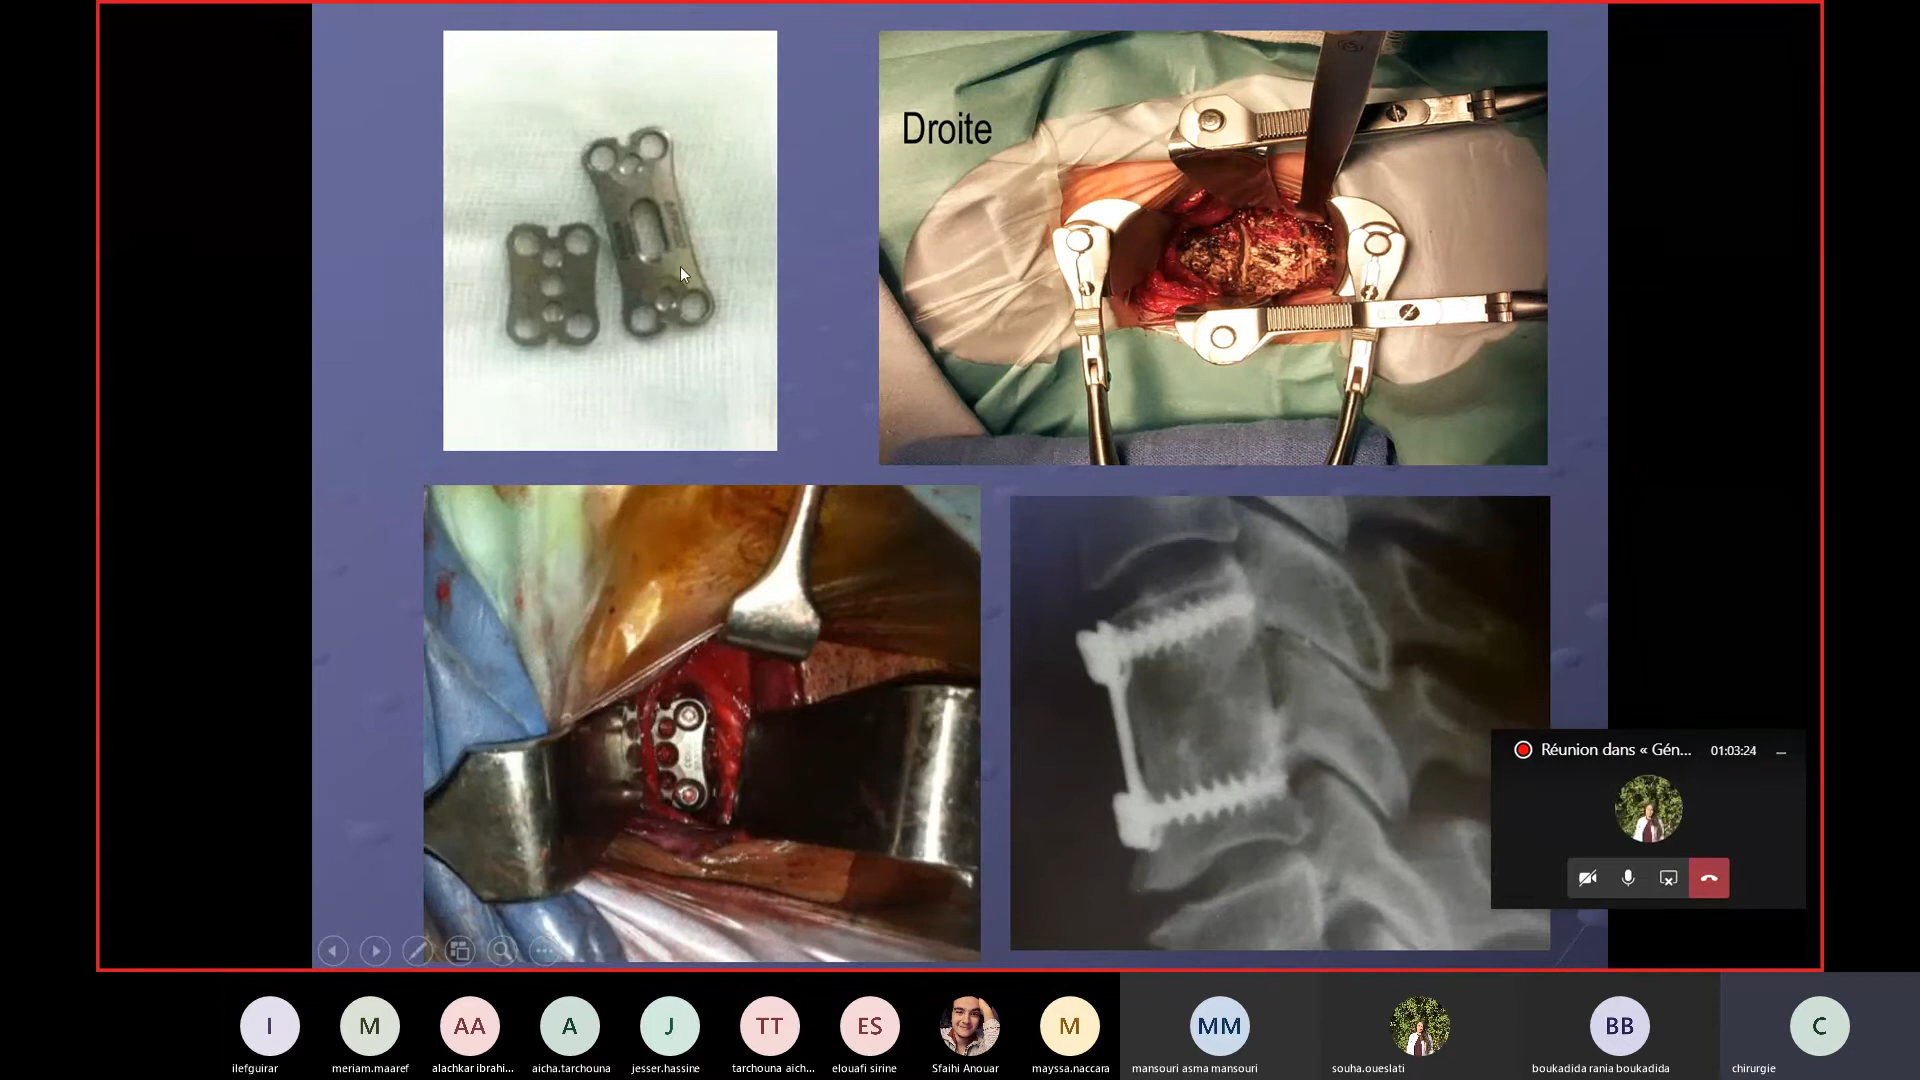 Droite
Réunion dans « Gén...
01:03:24
I
M
AA
A
J
TT
ES
M
MM
BB
C
ilefguirar
meriam.maaref
alachkar ibrahi...
aicha.tarchouna
jesser.hassine
tarchouna aich...
elouafi sirine
Sfaihi Anouar
mayssa.naccara
mansouri asma mansouri
souha.oueslati
boukadida rania boukadida
chirurgie